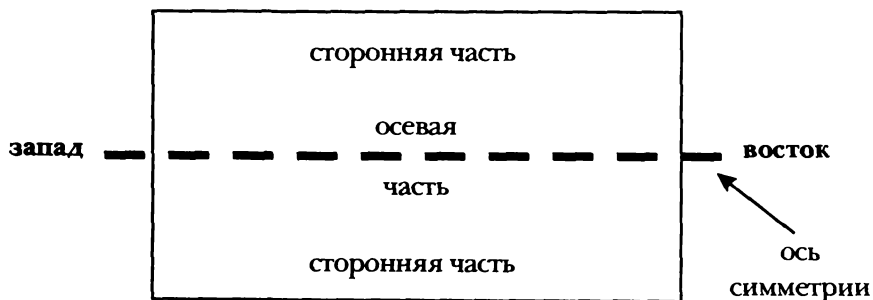 сторонняя часть
осевая
запад
восток
часть
сторонняя часть
ось
симметрии